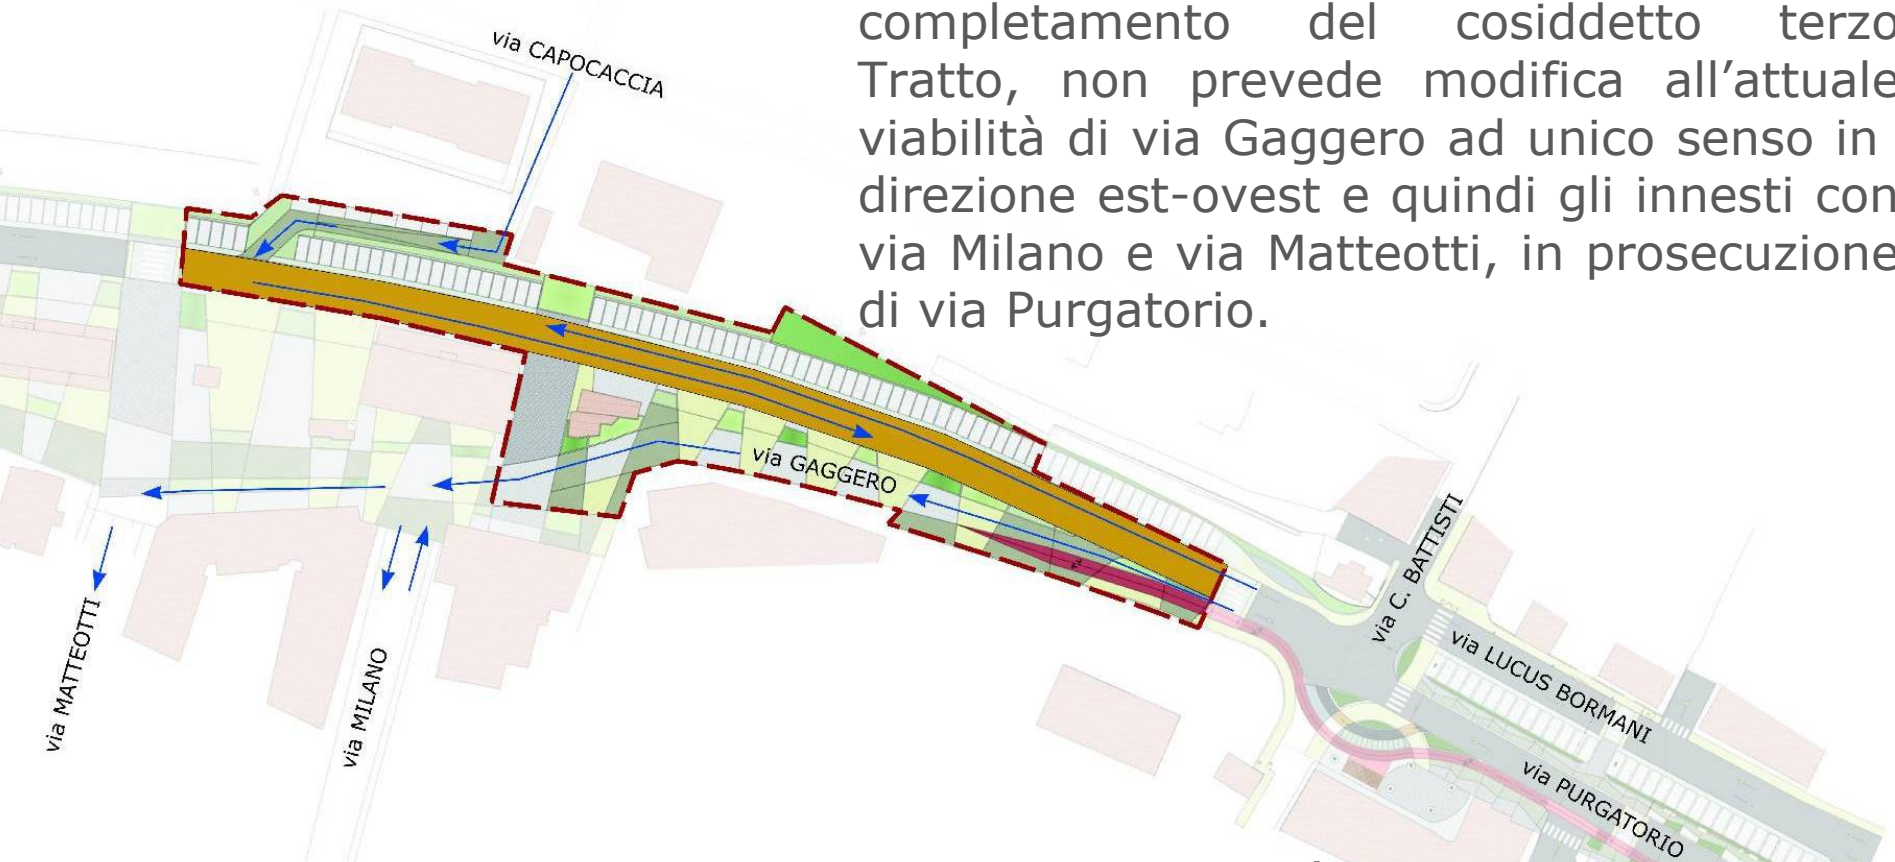 completamento del cosiddetto terzo
Tratto, non prevede modifica all’attuale
viabilità di via Gaggero ad unico senso in
direzione est-ovest e quindi gli innesti con
via Milano e via Matteotti, in prosecuzione
di via Purgatorio.
via CAPOCACCIA
via GAGGERO
via C. BATTISTI
via LUCUS BORMANI
via PURGATORIO
via MATTEOTTI
via MILANO